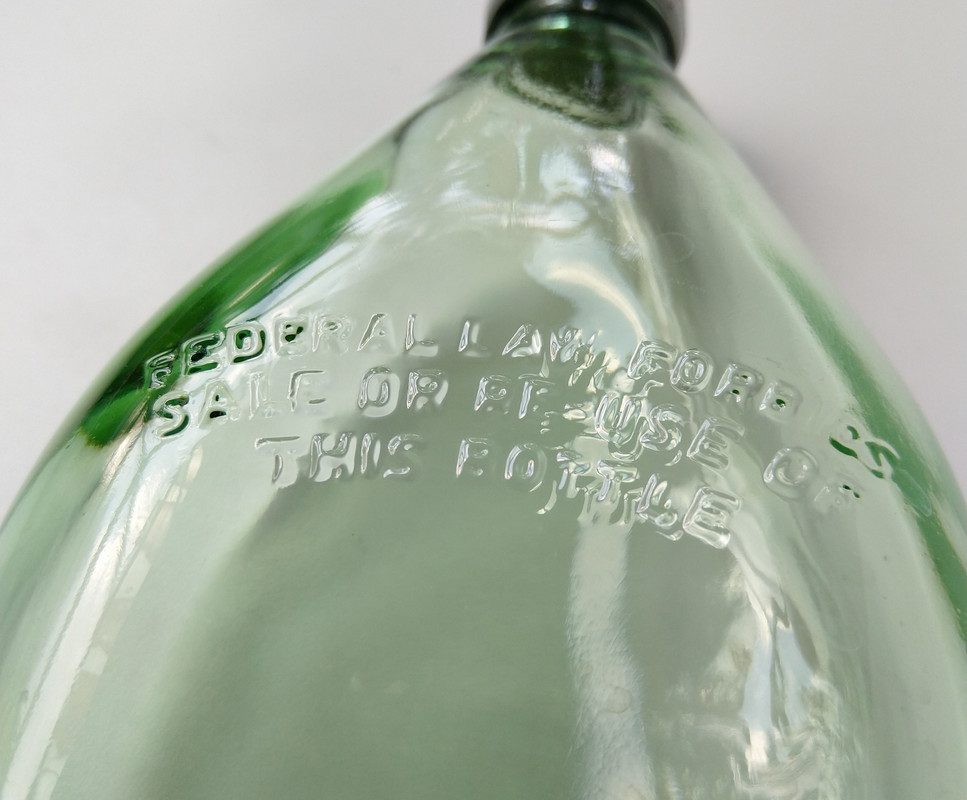 FEDERAL LAW FORBIDS
SALE OR RE-USE OF
THIS BOTTLE